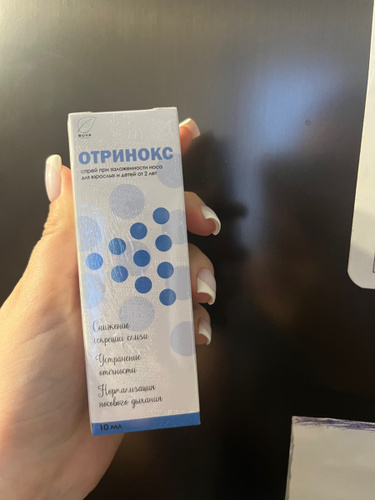 ОТРИНОКС
спрей при заложенности носа
для взрослых и детей от 2 лет
Снижение
секреции слизи
Устранение
отечности
Нормализация
носового дыхания
10 мл